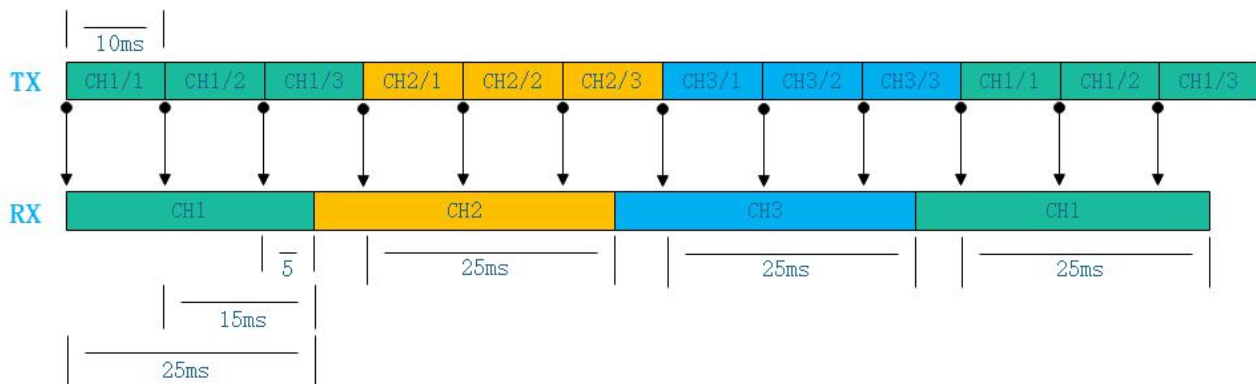 10ms
TX CH1/1 CH1/2 CH1/3 CH2/1 CH2/2 CH2/3 CH3/1 CH3/2 CH3/3 CH1/1 CH1/2 CH1/3
RX CH1 CH2 CH3 CH1
5 25ms 25ms 25ms
15ms
25ms